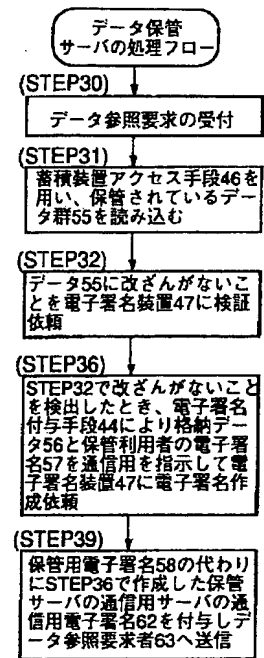 データ保管
サーバの処理フロー
(STEP30)
データ参照要求の受付
(STEP31)
蓄積装置アクセス手段46を
用い、保管されているデー
タ群55を読み込む
(STEP32)
データ55に改ざんがないこ
とを電子署名装置47に検証
依頼
(STEP36)
STEP32で改ざんがないこと
を検出したとき、電子署名
付与手段44により格納デー
タ56と保管利用者の電子署
名57を通信用を指示して電
子署名装置47に電子署名作
成依頼
(STEP39)
保管用電子署名58の代わり
にSTEP36で作成した保管
サーバの通信用サーバの通
信用電子署名62を付与しデ
ータ参照要求者63へ送信